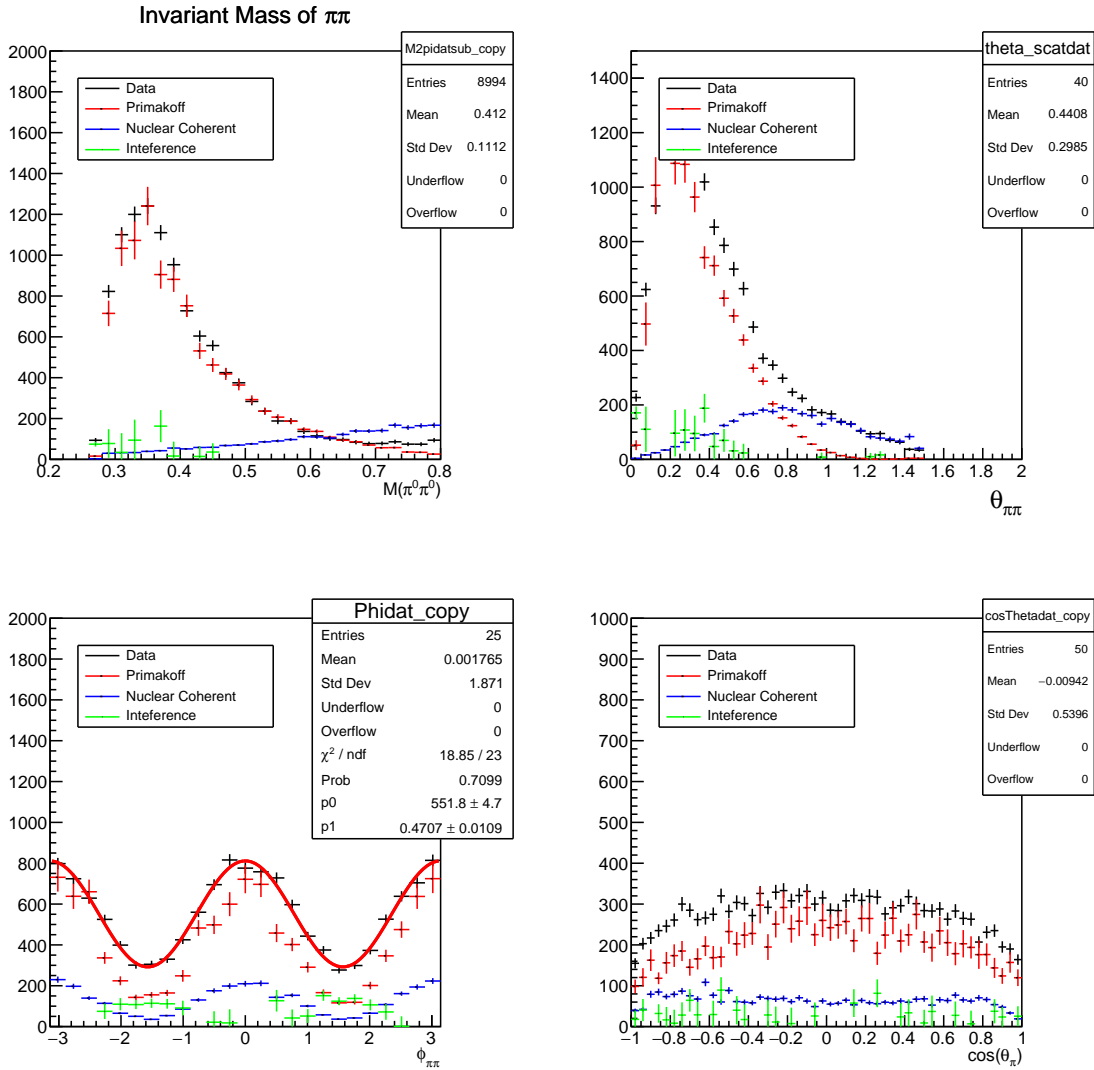 Invariant Mass of ππ
M2pidatsub_copy
Entries 8994
Mean 0.412
Std Dev 0.1112
Underflow 0
Overflow 0
Data
Primakoff
Nuclear Coherent
Inteference
2000
1800
1600
1400
1200
1000
800
600
400
200
0
0.2 0.3 0.4 0.5 0.6 0.7 0.8
M(π⁰π⁰)
theta_scatdat
Entries 40
Mean 0.4408
Std Dev 0.2985
Underflow 0
Overflow 0
Data
Primakoff
Nuclear Coherent
Inteference
1400
1200
1000
800
600
400
200
0
0 0.2 0.4 0.6 0.8 1 1.2 1.4 1.6 1.8 2
θππ
Phidat_copy
Entries 25
Mean 0.001765
Std Dev 1.871
Underflow 0
Overflow 0
χ² / ndf 18.85 / 23
Prob 0.7099
p0 551.8 ± 4.7
p1 0.4707 ± 0.0109
Data
Primakoff
Nuclear Coherent
Inteference
2000
1800
1600
1400
1200
1000
800
600
400
200
0
−3 −2 −1 0 1 2 3
ϕππ
cosThetadat_copy
Entries 50
Mean −0.00942
Std Dev 0.5396
Underflow 0
Overflow 0
Data
Primakoff
Nuclear Coherent
Inteference
1000
900
800
700
600
500
400
300
200
100
0
−1 −0.8 −0.6 −0.4 −0.2 0 0.2 0.4 0.6 0.8 1
cos(θπ)